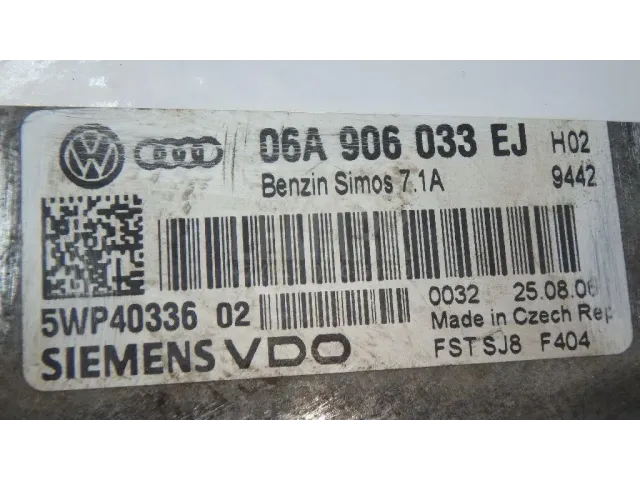 06A 906 033 EJ H02
Benzin Simos 7.1A 9442
5WP40336 02
0032 25.08.06
Made in Czech Rep
SIEMENS VDO
FSTSJ8 F404